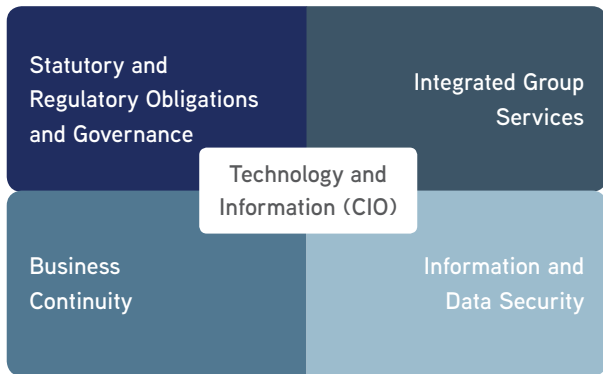 Statutory and
Regulatory Obligations
and Governance
Integrated Group
Services
Technology and
Information (CIO)
Business
Continuity
Information and
Data Security